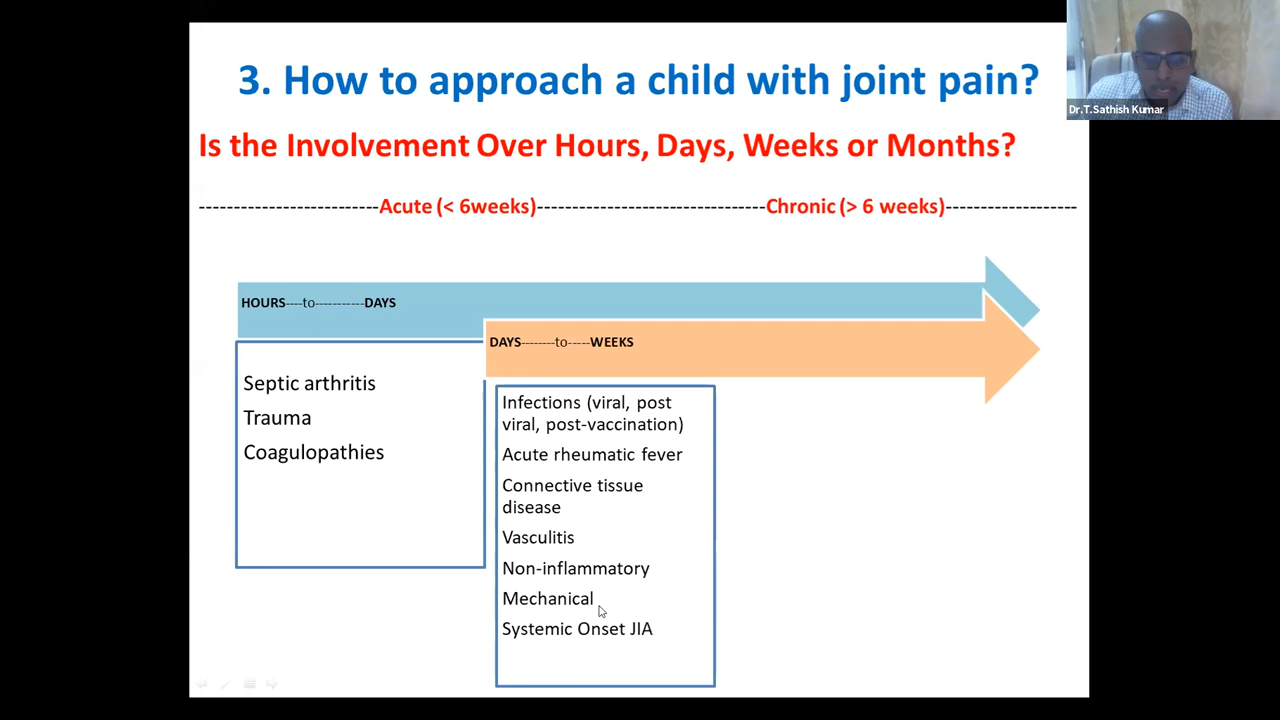 3. How to approach a child with joint pain?
Dr.T.Sathish Kumar
Is the Involvement Over Hours, Days, Weeks or Months?
--------------------------Acute (< 6weeks)---------------------------------Chronic (> 6 weeks)-------------------
HOURS----to-----------DAYS
DAYS--------to-----WEEKS
Septic arthritis
Trauma
Coagulopathies
Infections (viral, post
viral, post-vaccination)
Acute rheumatic fever
Connective tissue
disease
Vasculitis
Non-inflammatory
Mechanical
Systemic Onset JIA